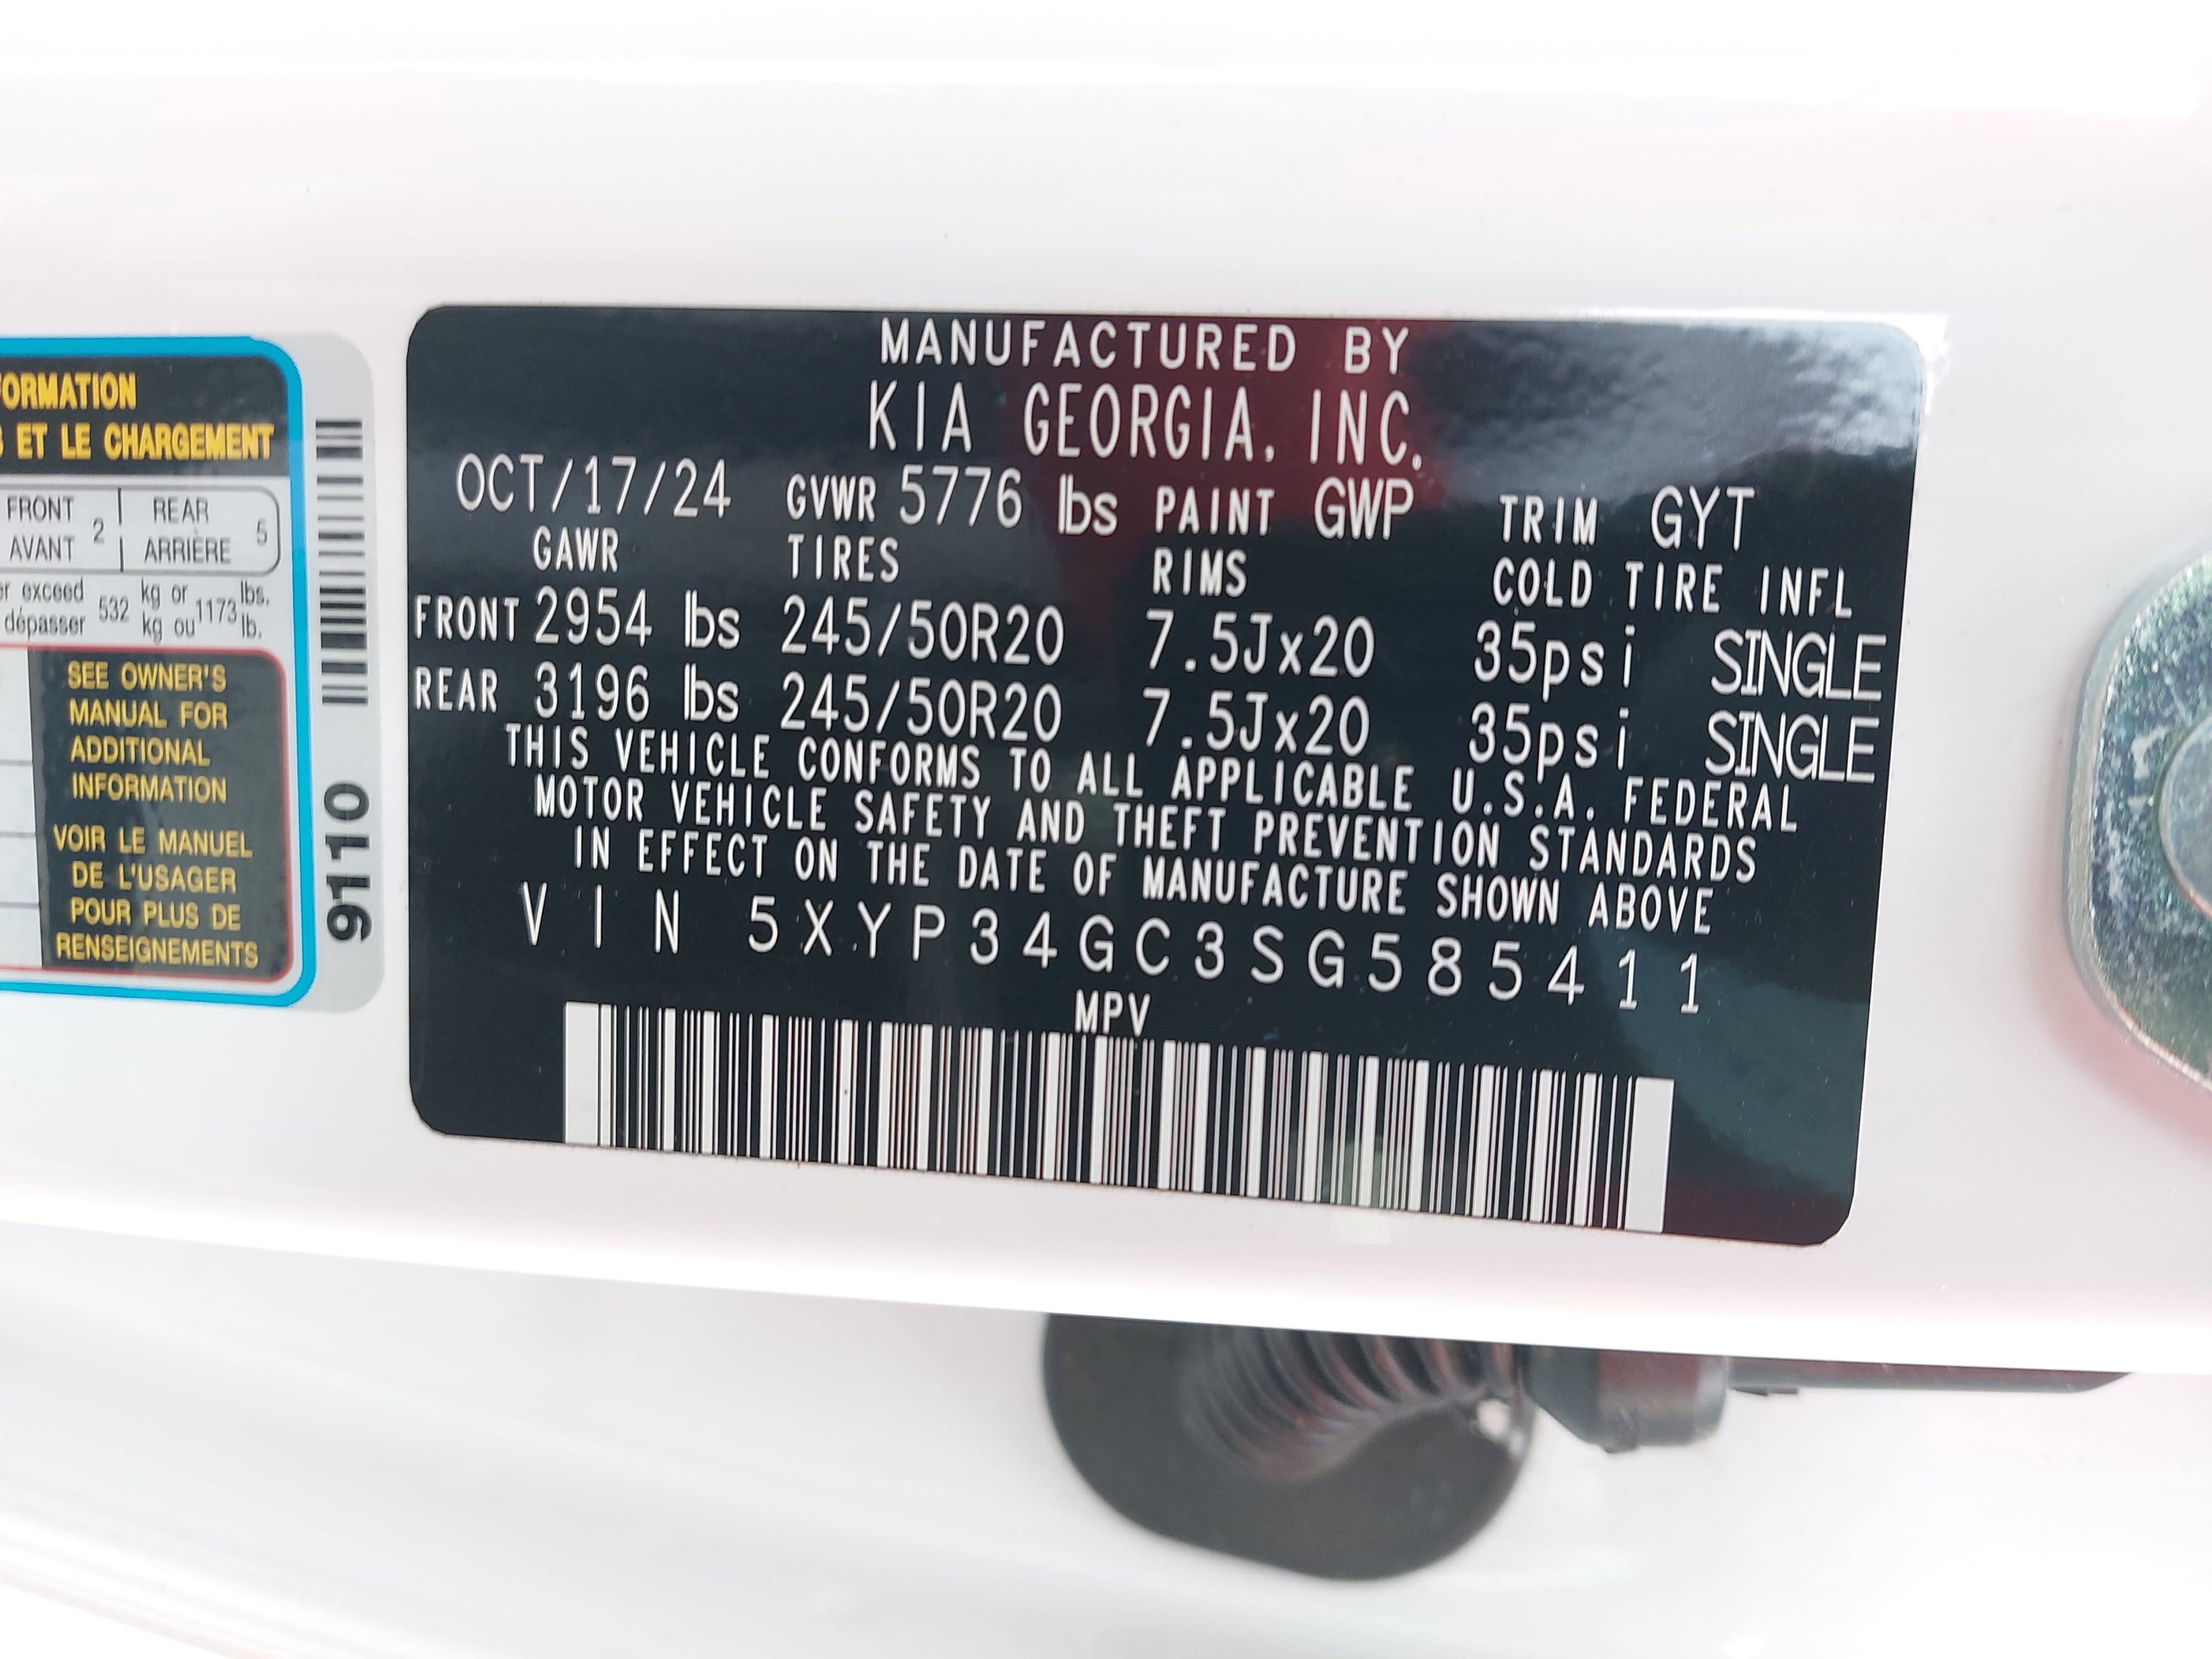 FORMATION
ET LE CHARGEMENT
FRONT 2 REAR 5
AVANT ARRIÈRE
exceed 532 kg or 1173 lbs.
dépasser kg ou lb.
SEE OWNER'S
MANUAL FOR
ADDITIONAL
INFORMATION
VOIR LE MANUEL
DE L'USAGER
POUR PLUS DE
RENSEIGNEMENTS
9110
MANUFACTURED BY
KIA GEORGIA, INC.
OCT/17/24 GVWR 5776 lbs PAINT GWP TRIM GYT
GAWR TIRES RIMS COLD TIRE INFL
FRONT 2954 lbs 245/50R20 7.5Jx20 35psi SINGLE
REAR 3196 lbs 245/50R20 7.5Jx20 35psi SINGLE
THIS VEHICLE CONFORMS TO ALL APPLICABLE U.S.A. FEDERAL
MOTOR VEHICLE SAFETY AND THEFT PREVENTION STANDARDS
IN EFFECT ON THE DATE OF MANUFACTURE SHOWN ABOVE
VIN 5XYP34GC3SG585411
MPV